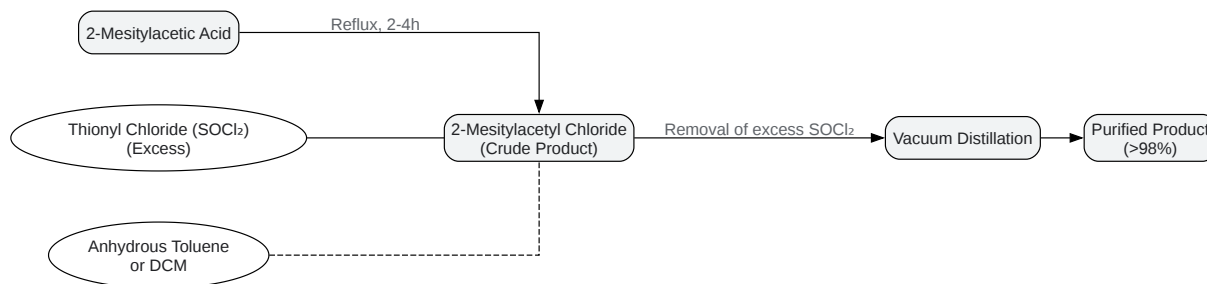 2-Mesitylacetic Acid
Reflux, 2-4h
Thionyl Chloride (SOCl₂)
(Excess)
2-Mesitylacetyl Chloride
(Crude Product)
Removal of excess SOCl₂
Vacuum Distillation
Purified Product
(>98%)
Anhydrous Toluene
or DCM